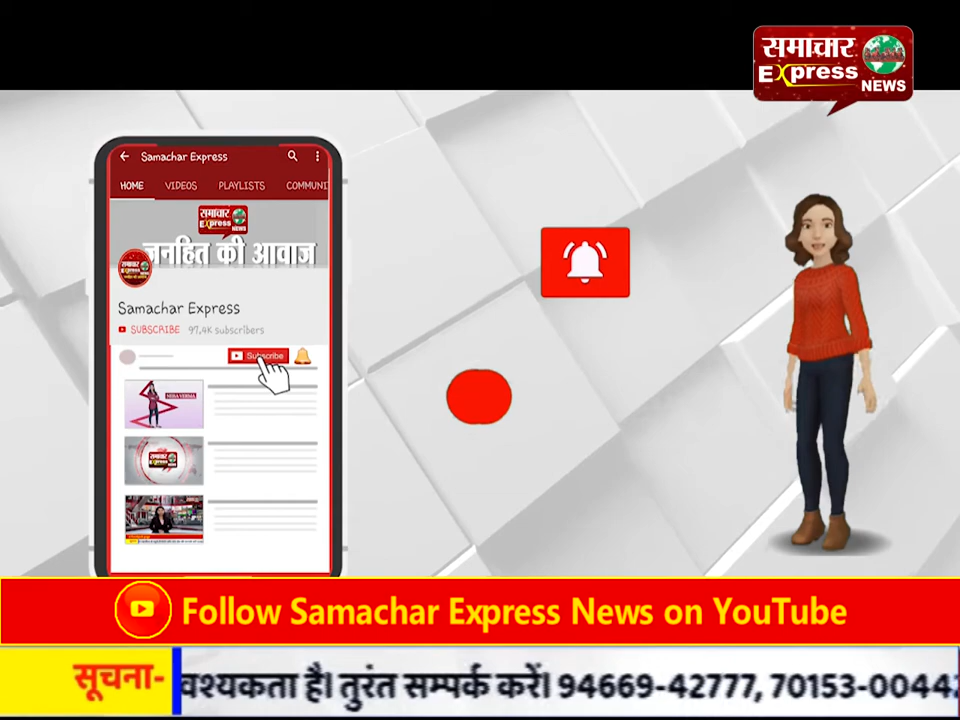 समाचार
Express
NEWS
Samachar Express
HOME VIDEOS PLAYLISTS COMMUNI
समाचार
Express
NEWS
जनहित की आवाज
Samachar Express
SUBSCRIBE 97.4K subscribers
Subscribe
Follow Samachar Express News on YouTube
सूचना- वश्यकता है। तुरंत सम्पर्क करें। 94669-42777, 70153-0044